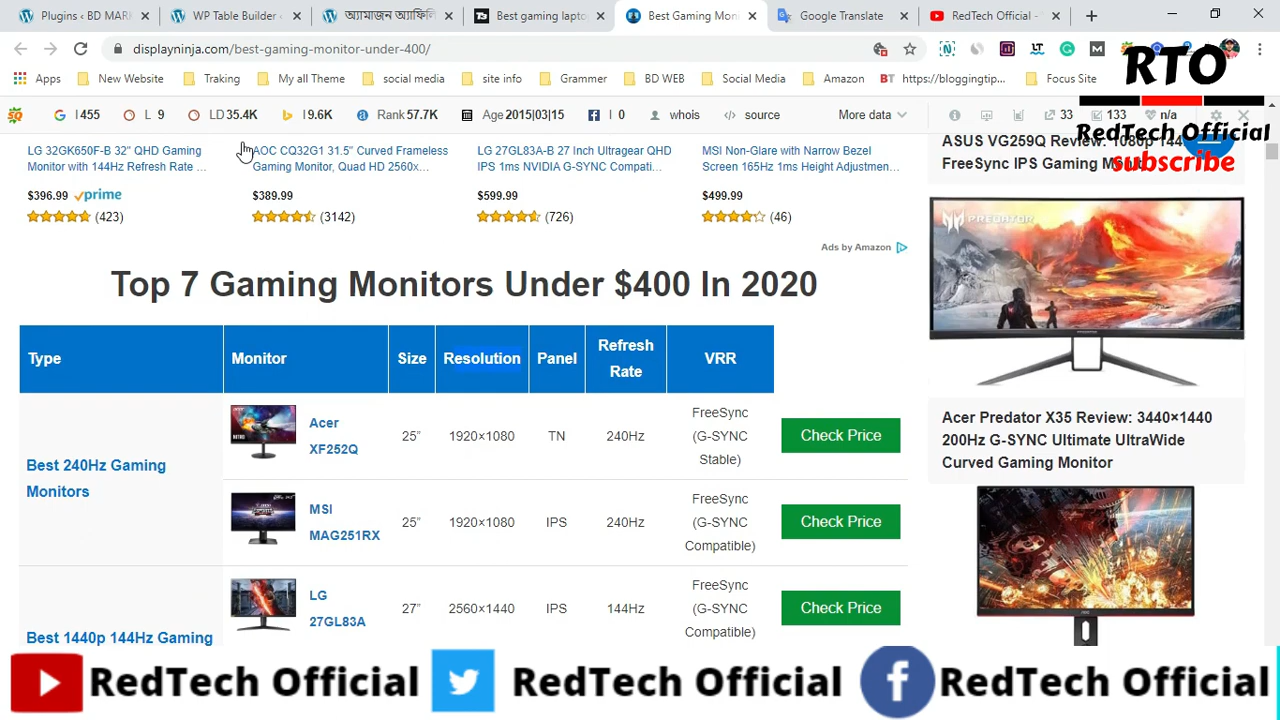 Plugins ‹ BD MARK
WP Table Builder ‹
অ্যামাজন অ্যাফিলি
T3
Best gaming lapto
Best Gaming Moni
Google Translate
RedTech Official - "
displayninja.com/best-gaming-monitor-under-400/
Apps
New Website
Traking
My all Theme
social media
site info
Grammer
BD WEB
Social Media
Amazon
BT https://bloggingtip...
Focus Site
RTO
RedTech Official
subscribe
SQ
I 455
L 9
LD 35.4K
I 9.6K
Rank 57.7K
Age 2015|03|15
I 0
whois
source
More data
33
133
n/a
LG 32GK650F-B 32" QHD Gaming
Monitor with 144Hz Refresh Rate ...
$396.99 prime
(423)
AOC CQ32G1 31.5" Curved Frameless
Gaming Monitor, Quad HD 2560x...
$389.99
(3142)
LG 27GL83A-B 27 Inch Ultragear QHD
IPS 1ms NVIDIA G-SYNC Compati...
$599.99
(726)
MSI Non-Glare with Narrow Bezel
Screen 165Hz 1ms Height Adjustmen...
$499.99
(46)
Ads by Amazon
Top 7 Gaming Monitors Under $400 In 2020
Type
Monitor
Size
Resolution
Panel
Refresh
Rate
VRR
Best 240Hz Gaming
Monitors
Acer
XF252Q
25”
1920×1080
TN
240Hz
FreeSync
(G-SYNC
Stable)
Check Price
MSI
MAG251RX
25”
1920×1080
IPS
240Hz
FreeSync
(G-SYNC
Compatible)
Check Price
Best 1440p 144Hz Gaming
LG
27GL83A
27”
2560×1440
IPS
144Hz
FreeSync
(G-SYNC
Compatible)
Check Price
ASUS VG259Q Review: 1080p 144
FreeSync IPS Gaming Monit
PREDATOR
Acer Predator X35 Review: 3440×1440
200Hz G-SYNC Ultimate UltraWide
Curved Gaming Monitor
RedTech Official
RedTech Official
RedTech Official